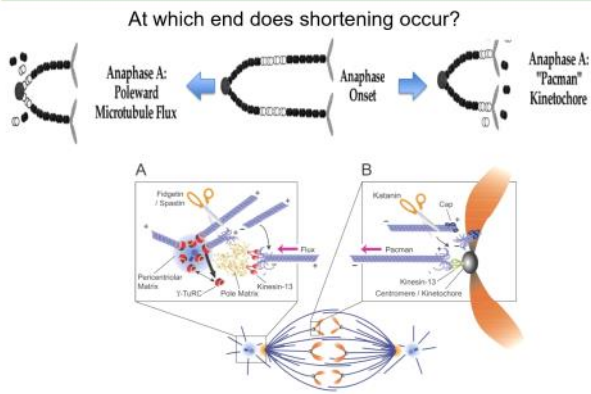 At which end does shortening occur?
Anaphase A:
Poleward
Microtubule Flux
Anaphase
Onset
Anaphase A:
"Pacman"
Kinetochore
A
Fidgetin
/ Spastin
+
+
+
−
Flux
−
+
Pericentriolar
Matrix
γ-TuRC
Pole Matrix
Kinesin-13
B
Katanin
Cap
−
+
Pacman
−
+
Kinesin-13
Centromere / Kinetochore